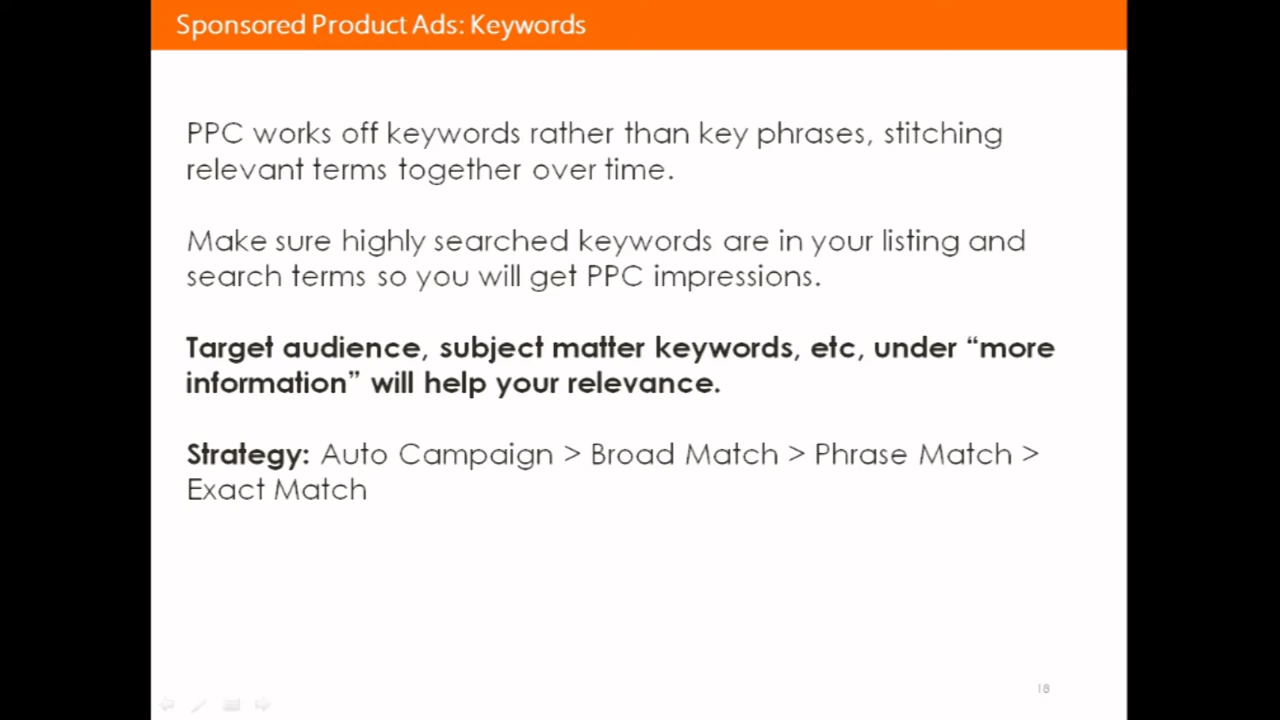 Sponsored Product Ads: Keywords
PPC works off keywords rather than key phrases, stitching
relevant terms together over time.
Make sure highly searched keywords are in your listing and
search terms so you will get PPC impressions.
Target audience, subject matter keywords, etc, under “more
information” will help your relevance.
Strategy: Auto Campaign > Broad Match > Phrase Match >
Exact Match
18